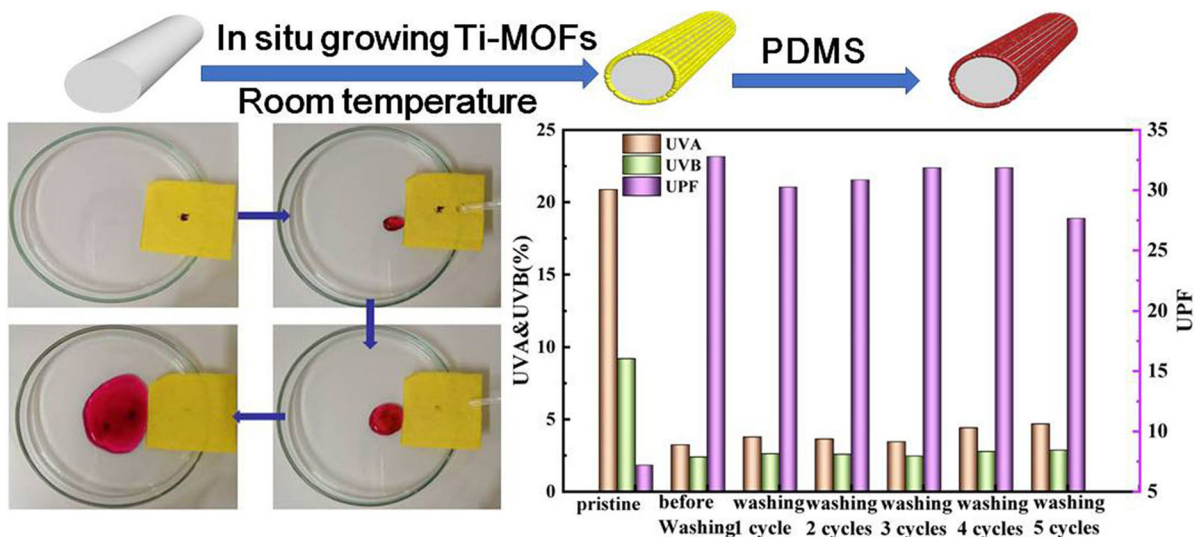 In situ growing Ti-MOFs
Room temperature
PDMS
25
20
15
10
5
0
UVA&UVB(%)
UVA
UVB
UPF
35
30
25
20
15
10
5
UPF
pristine before washing washing washing washing washing
Washing1 cycle 2 cycles 3 cycles 4 cycles 5 cycles